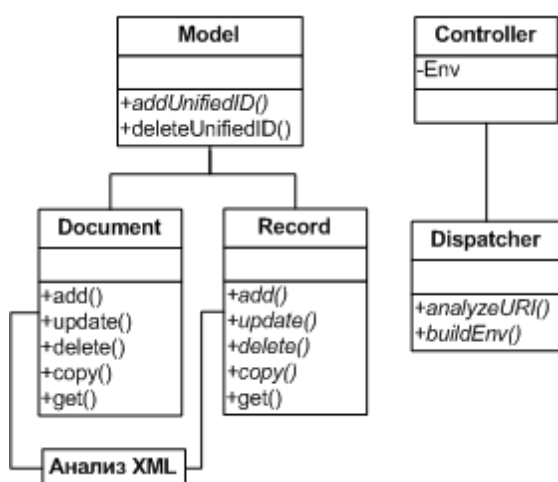 Model
+addUnifiedID()
+deleteUnifiedID()
Controller
-Env
Document
+add()
+update()
+delete()
+copy()
+get()
Record
+add()
+update()
+delete()
+copy()
+get()
Dispatcher
+analyzeURI()
+buildEnv()
Анализ XML